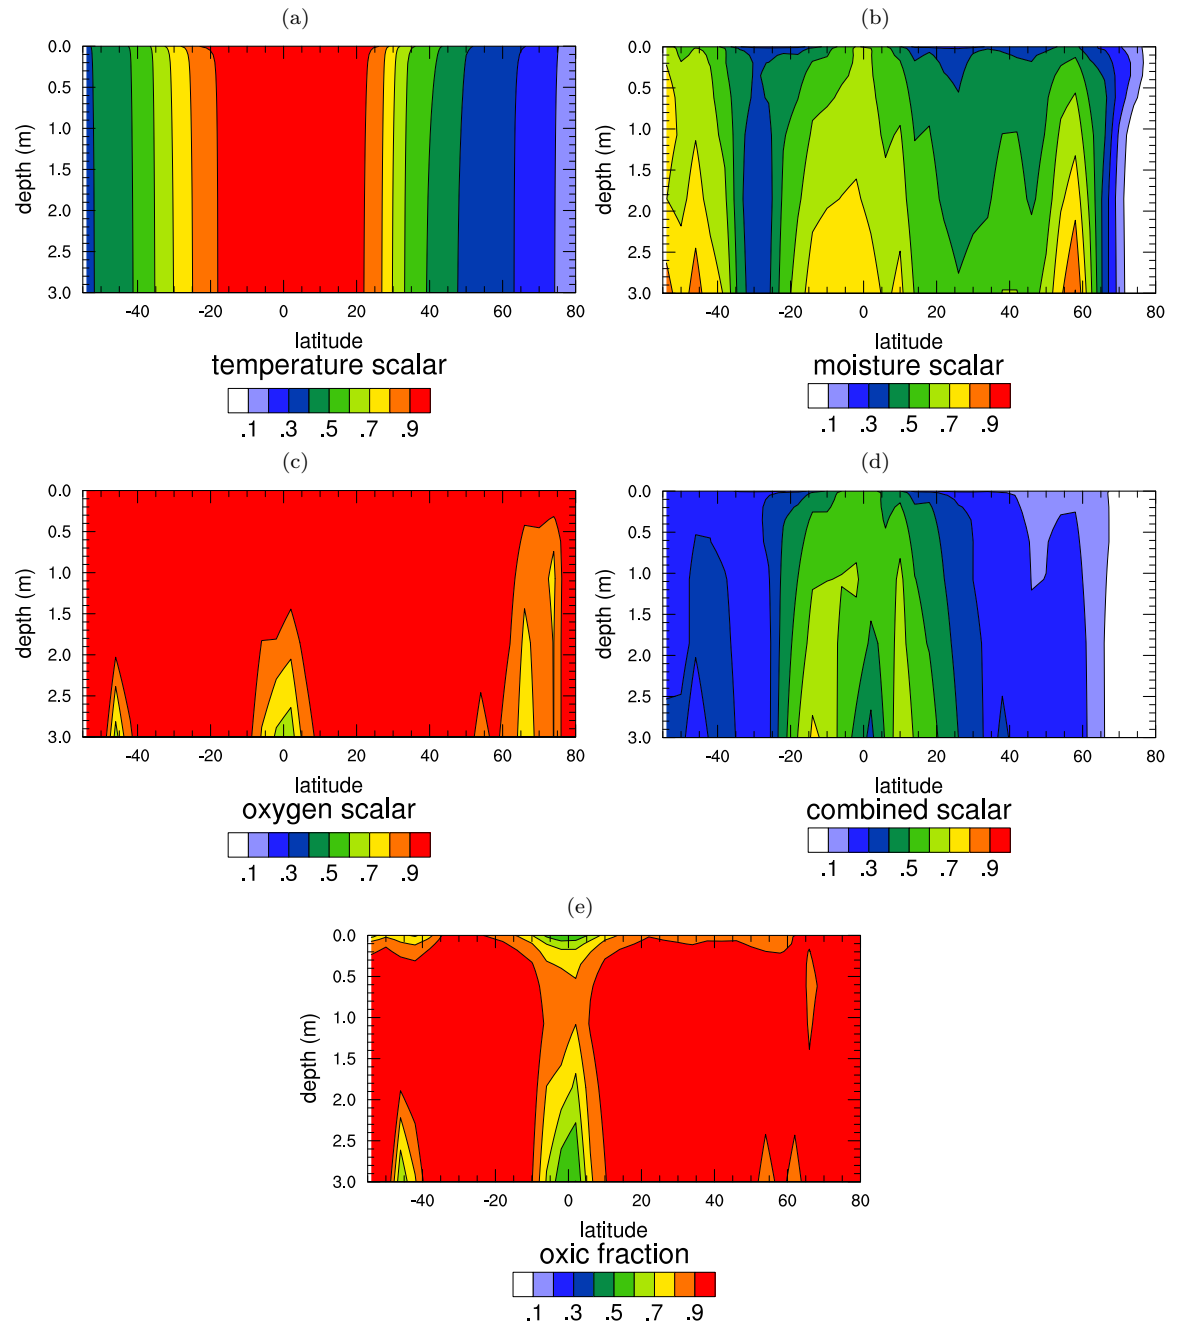 (a) (b)
0.0 0.5 1.0 1.5 2.0 2.5 3.0
depth (m)
-40 -20 0 20 40 60 80
latitude
temperature scalar
.1 .3 .5 .7 .9
0.0 0.5 1.0 1.5 2.0 2.5 3.0
depth (m)
-40 -20 0 20 40 60 80
latitude
moisture scalar
.1 .3 .5 .7 .9
(c) (d)
0.0 0.5 1.0 1.5 2.0 2.5 3.0
depth (m)
-40 -20 0 20 40 60 80
latitude
oxygen scalar
.1 .3 .5 .7 .9
0.0 0.5 1.0 1.5 2.0 2.5 3.0
depth (m)
-40 -20 0 20 40 60 80
latitude
combined scalar
.1 .3 .5 .7 .9
(e)
0.0 0.5 1.0 1.5 2.0 2.5 3.0
depth (m)
-40 -20 0 20 40 60 80
latitude
oxic fraction
.1 .3 .5 .7 .9